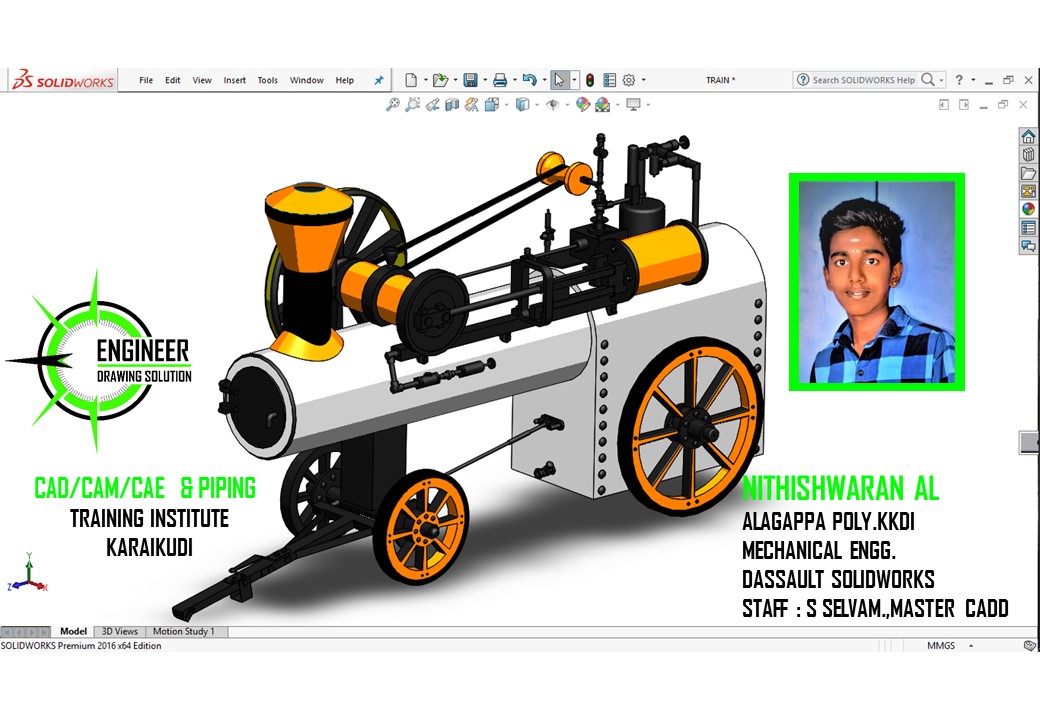 SOLIDWORKS File Edit View Insert Tools Window Help TRAIN * Search SOLIDWORKS Help
ENGINEER
DRAWING SOLUTION
CAD/CAM/CAE & PIPING
TRAINING INSTITUTE
KARAIKUDI
NITHISHWARAN AL
ALAGAPPA POLY.KKDI
MECHANICAL ENGG.
DASSAULT SOLIDWORKS
STAFF : S SELVAM.,MASTER CADD
Y
Z X
Model 3D Views Motion Study 1
SOLIDWORKS Premium 2016 x64 Edition MMGS